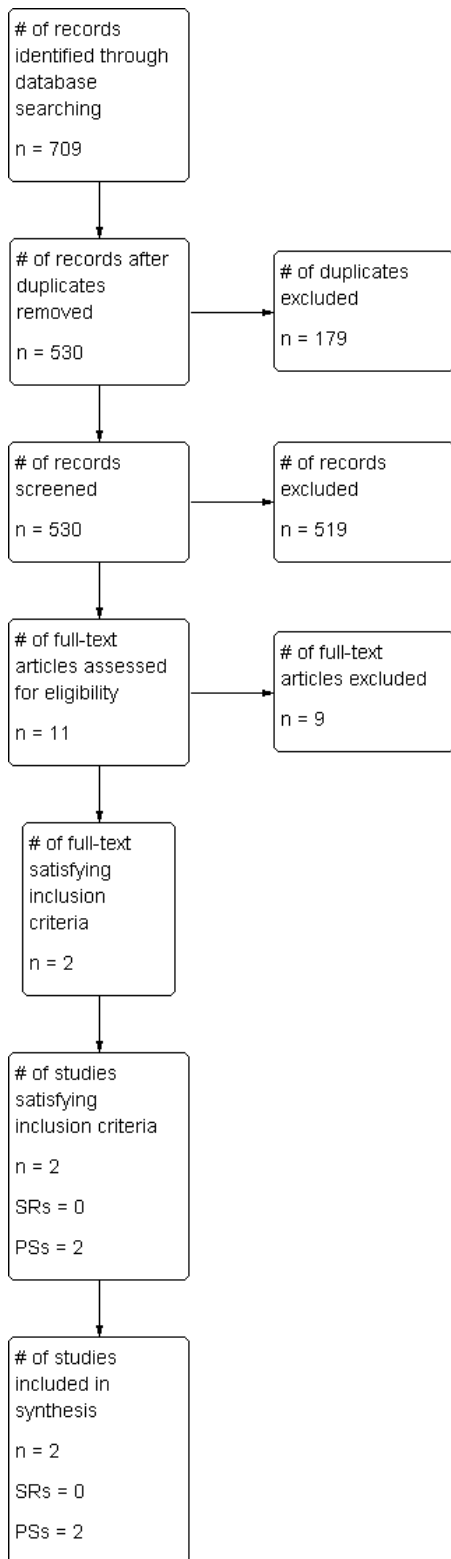 # of records
identified through
database
searching
n = 709
# of records after
duplicates
removed
n = 530
# of duplicates
excluded
n = 179
# of records
screened
n = 530
# of records
excluded
n = 519
# of full-text
articles assessed
for eligibility
n = 11
# of full-text
articles excluded
n = 9
# of full-text
satisfying
inclusion
criteria
n = 2
# of studies
satisfying
inclusion criteria
n = 2
SRs = 0
PSs = 2
# of studies
included in
synthesis
n = 2
SRs = 0
PSs = 2